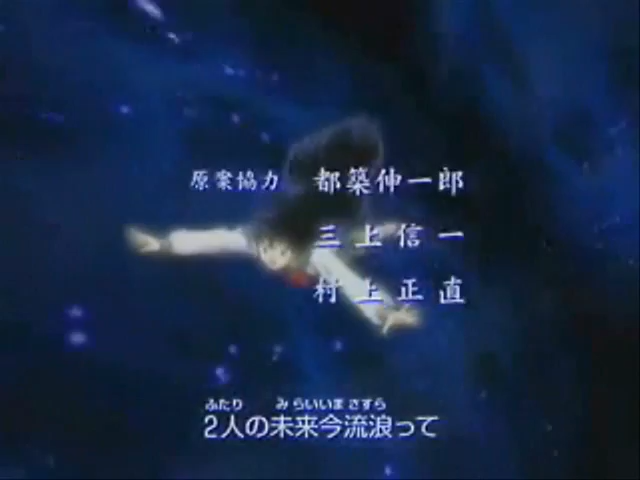 原案協力 都築伸一郎
三上信一
村上正直
ふたり みらいいま さすら
2人の未来今流浪って